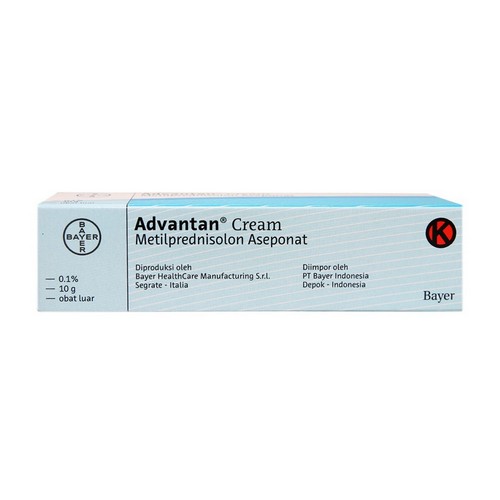 BAYER
BAYER
0.1%
10 g
obat luar
Advantan® Cream
Metilprednisolon Aseponat
Diproduksi oleh
Bayer HealthCare Manufacturing S.r.l.
Segrate - Italia
Diimpor oleh
PT Bayer Indonesia
Depok - Indonesia
K
Bayer